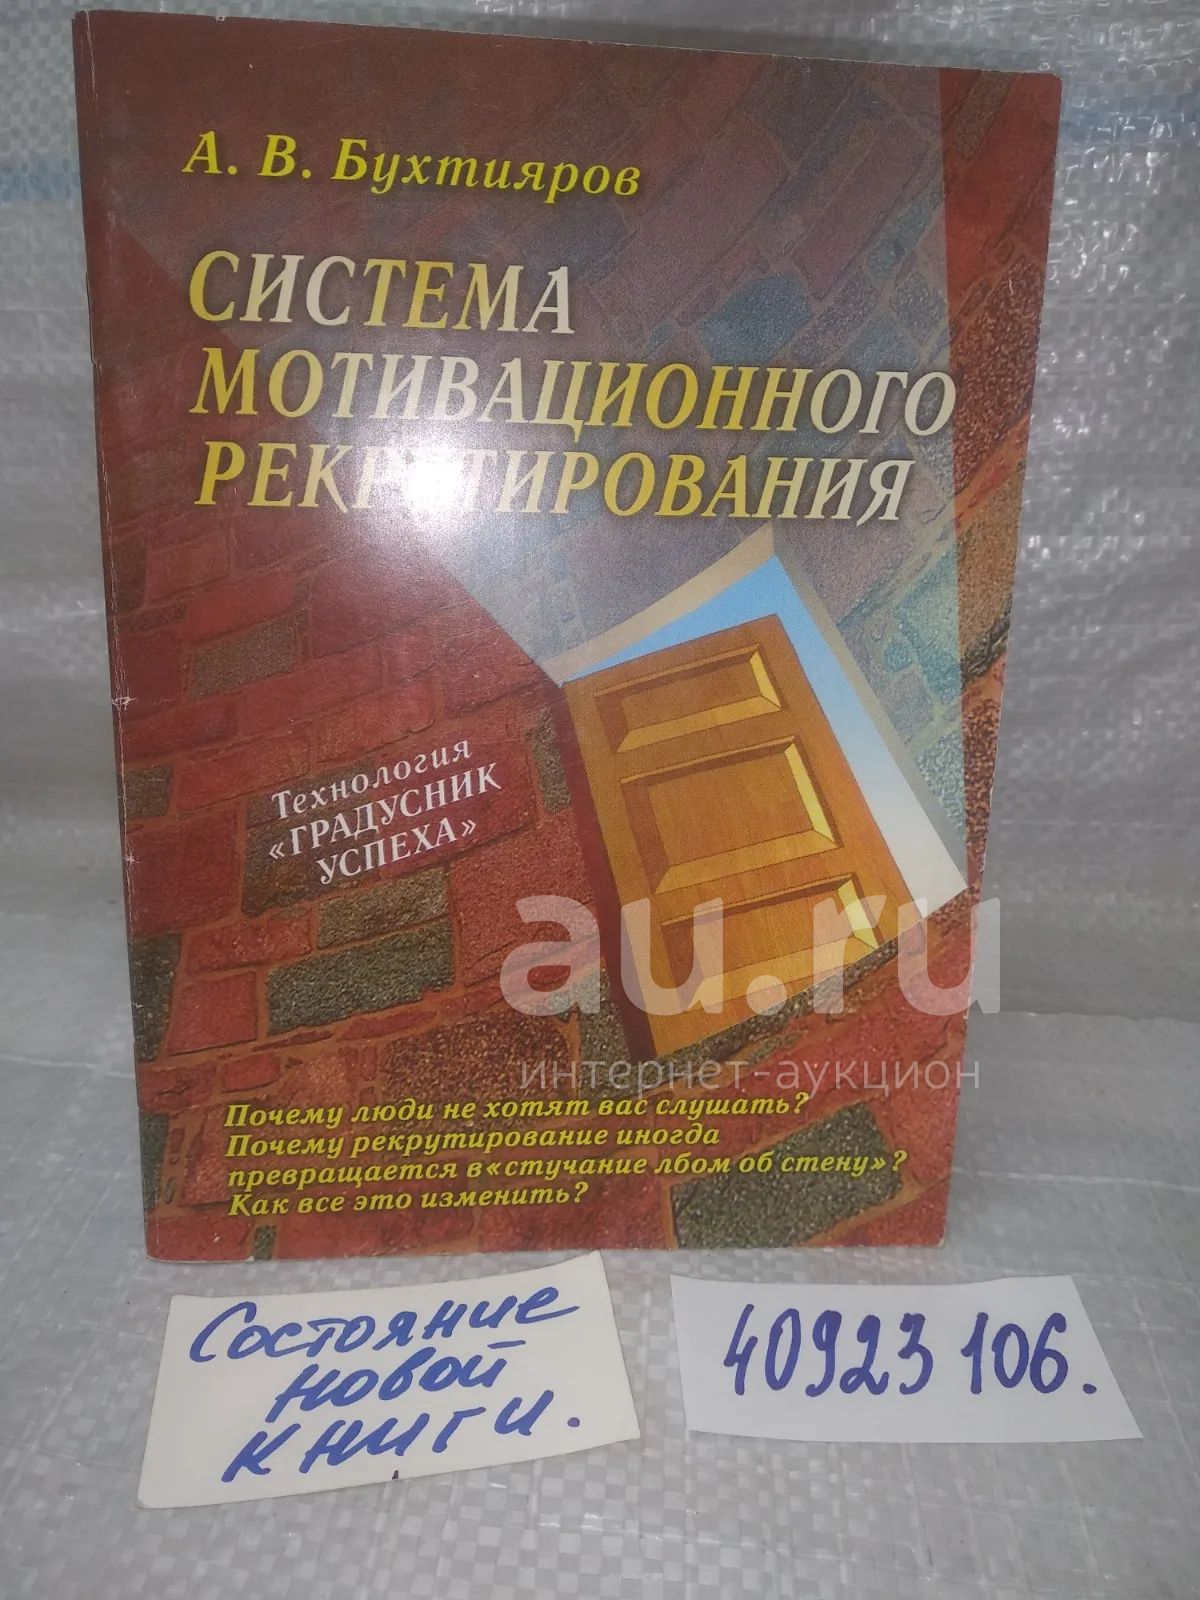 А. В. Бухтияров
СИСТЕМА
МОТИВАЦИОННОГО
РЕКРУТИРОВАНИЯ
Технология
«ГРАДУСНИК
УСПЕХА»
au.ru
интернет-аукцион
Почему люди не хотят вас слушать?
Почему рекрутирование иногда
превращается в «стучание лбом об стену»?
Как все это изменить?
Состояние
новой
книги.
40923106.